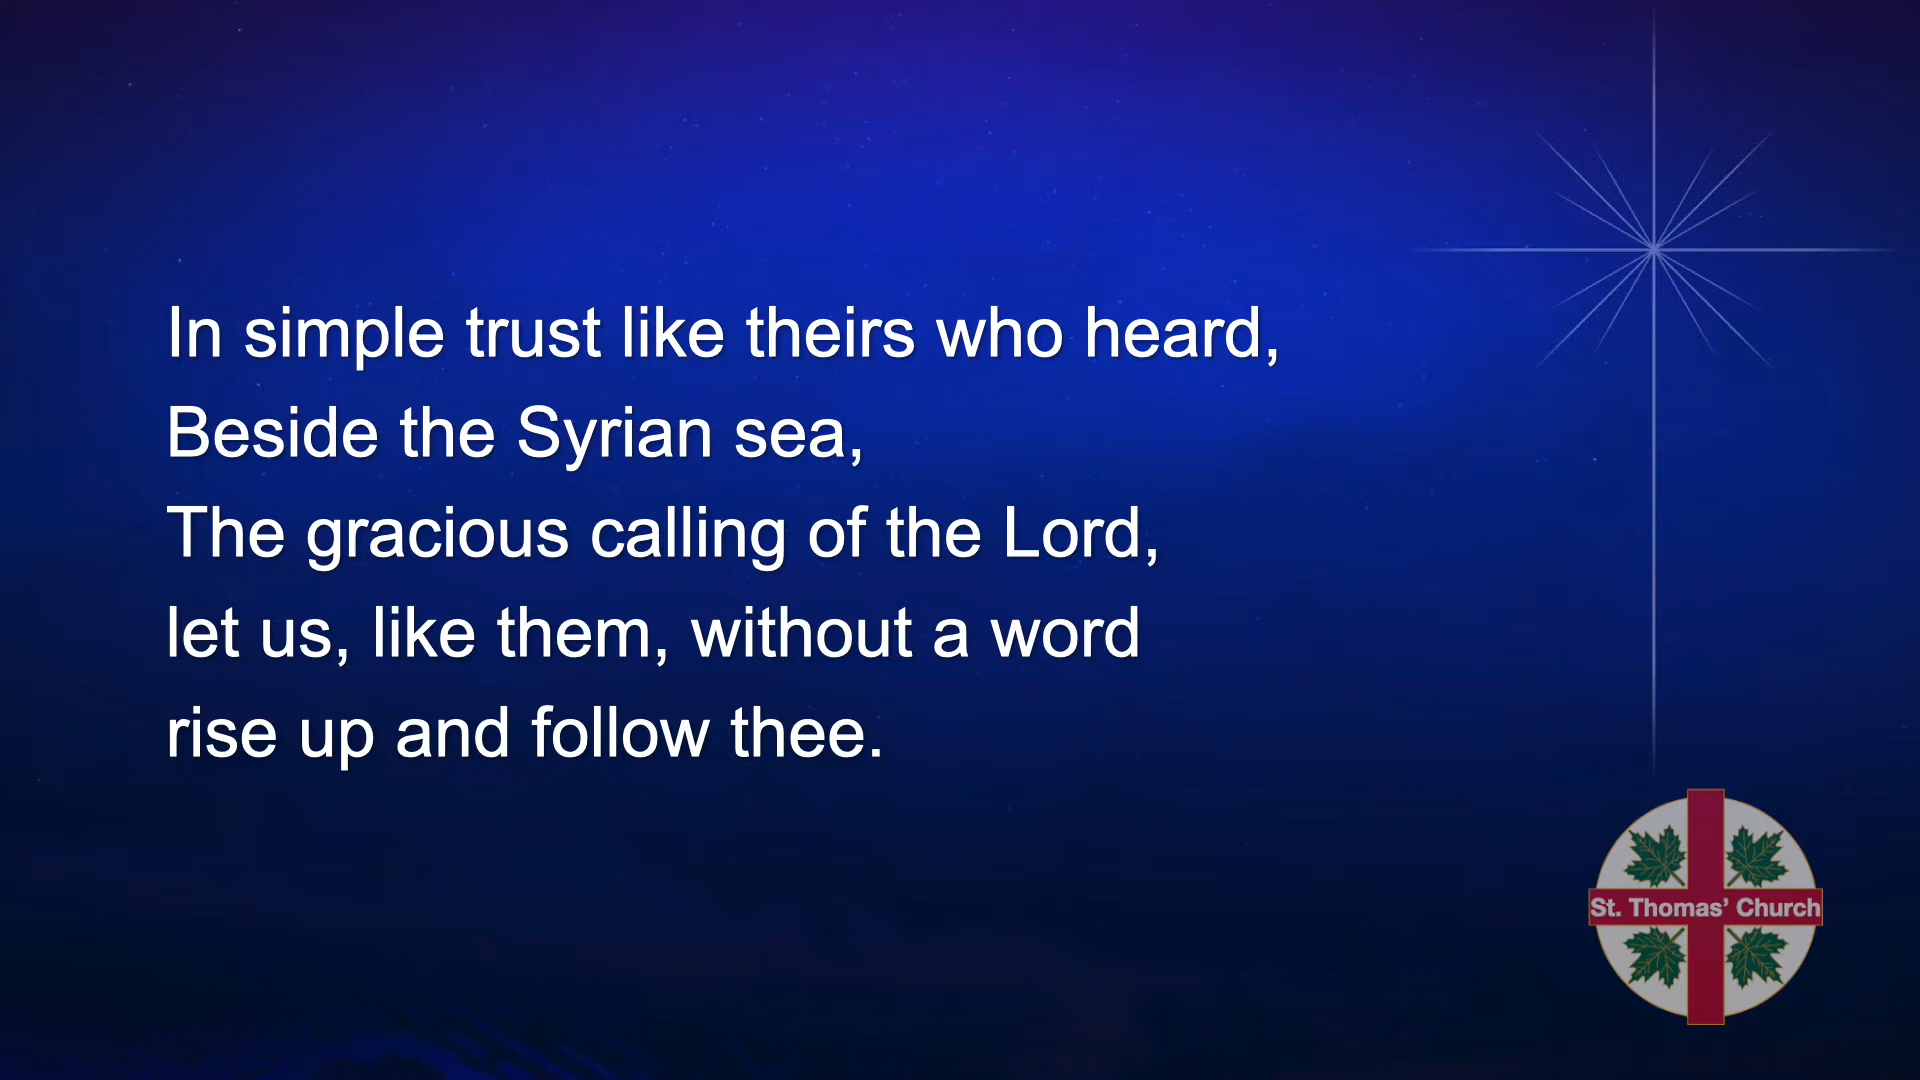 In simple trust like theirs who heard,
Beside the Syrian sea,
The gracious calling of the Lord,
let us, like them, without a word
rise up and follow thee.
St. Thomas’ Church